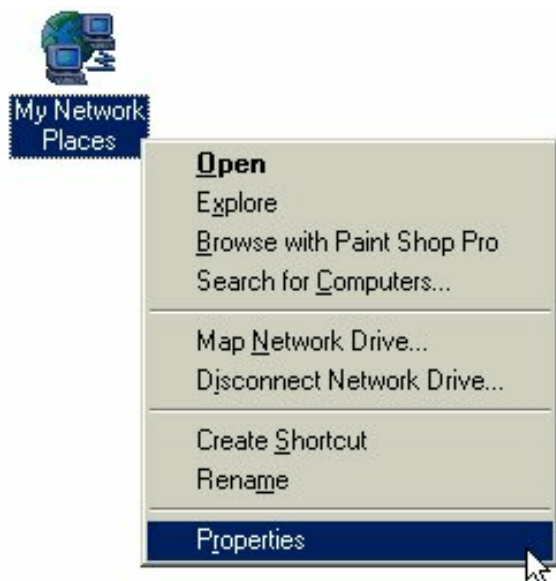 My Network
Places
Open
Explore
Browse with Paint Shop Pro
Search for Computers...
Map Network Drive...
Disconnect Network Drive...
Create Shortcut
Rename
Properties